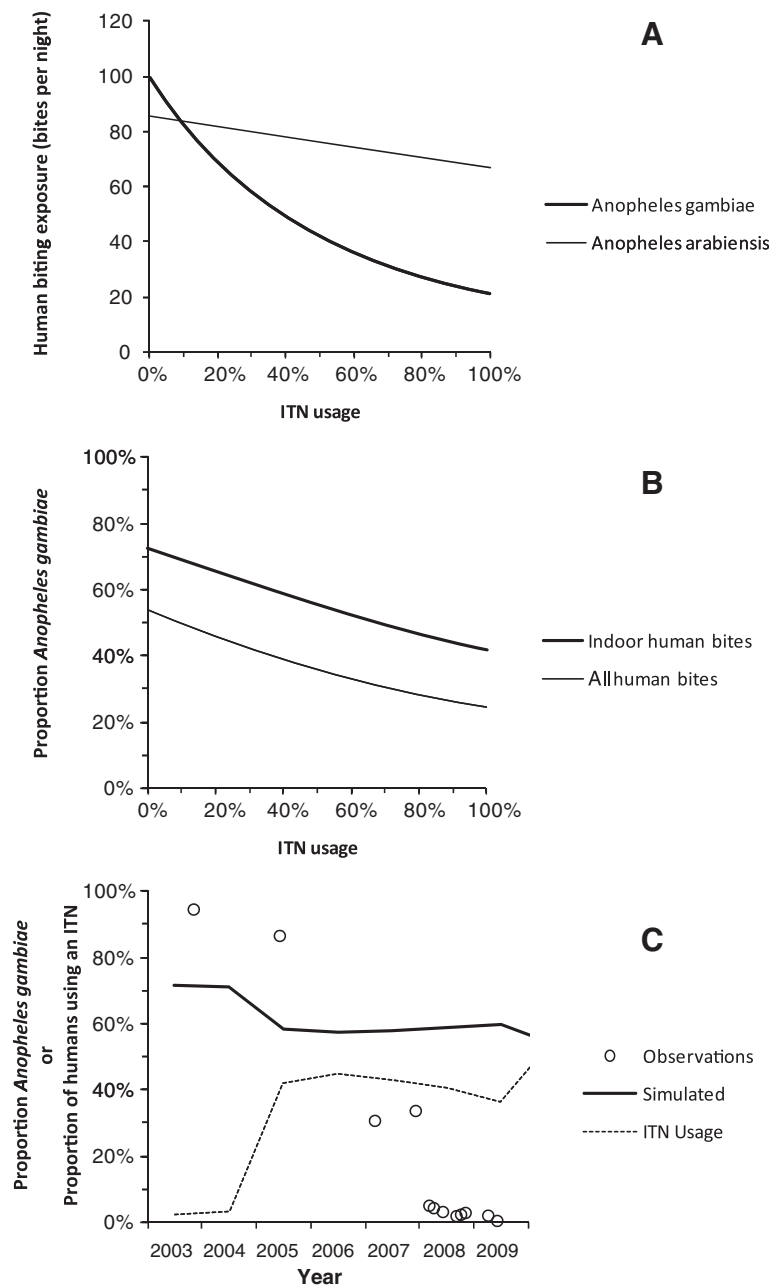 A
Human biting exposure (bites per night)
120
100
80
60
40
20
0
0% 20% 40% 60% 80% 100%
ITN usage
Anopheles gambiae
Anopheles arabiensis
B
Proportion Anopheles gambiae
100%
80%
60%
40%
20%
0%
0% 20% 40% 60% 80% 100%
ITN usage
Indoor human bites
All human bites
C
Proportion Anopheles gambiae
or
Proportion of humans using an ITN
100%
80%
60%
40%
20%
0%
2003 2004 2005 2006 2007 2008 2009
Year
Observations
Simulated
ITN Usage